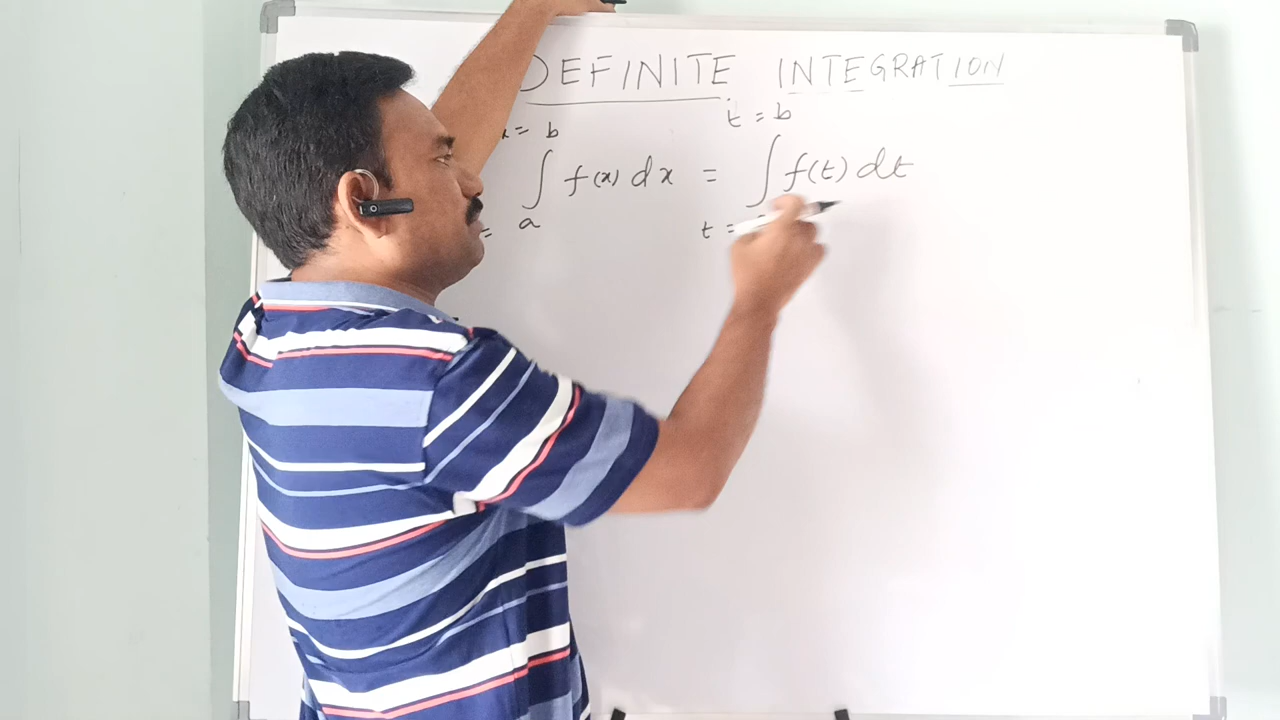 DEFINITE INTEGRATION
x = b t = b
∫ f(x) dx = ∫ f(t) dt
= a t =